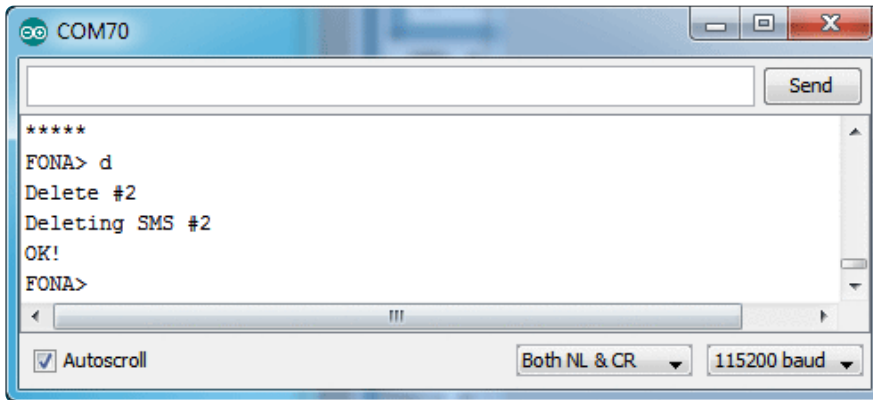 COM70
Send
*****
FONA> d
Delete #2
Deleting SMS #2
OK!
FONA>
Autoscroll
Both NL & CR
115200 baud